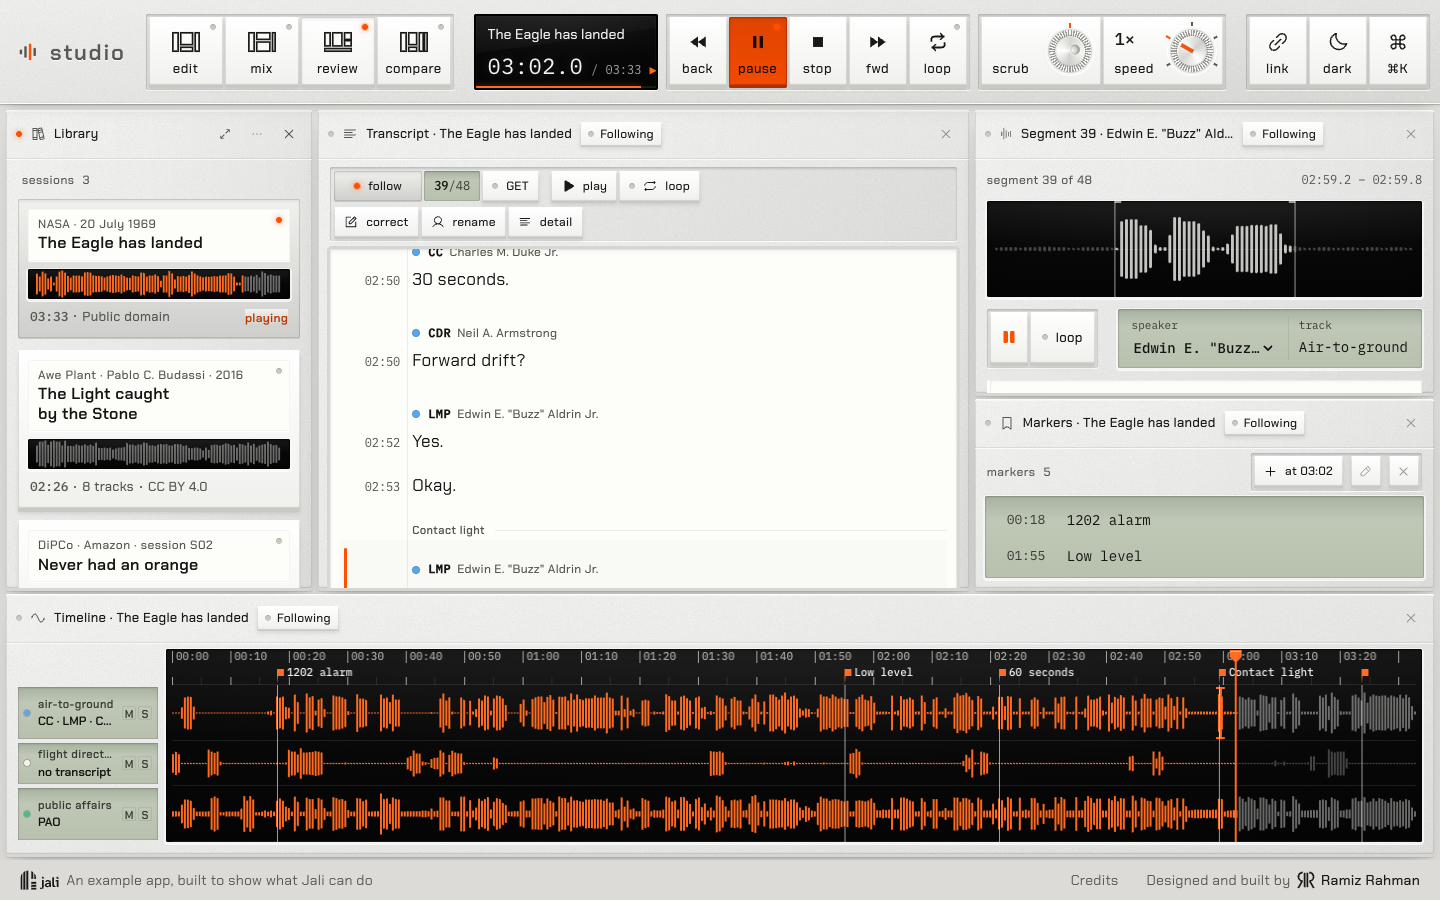 studio
edit
mix
review
compare
The Eagle has landed
03:02.0 / 03:33
back
pause
stop
fwd
loop
scrub
1×
speed
link
dark
⌘K
Library
sessions 3
NASA · 20 July 1969
The Eagle has landed
03:33 · Public domain
playing
Awe Plant · Pablo C. Budassi · 2016
The Light caught
by the Stone
02:26 · 8 tracks · CC BY 4.0
DiPCo · Amazon · session S02
Never had an orange
Transcript · The Eagle has landed
Following
follow
39/48
GET
play
loop
correct
rename
detail
CC Charles M. Duke Jr.
02:50 30 seconds.
CDR Neil A. Armstrong
02:50 Forward drift?
LMP Edwin E. "Buzz" Aldrin Jr.
02:52 Yes.
02:53 Okay.
Contact light
LMP Edwin E. "Buzz" Aldrin Jr.
Segment 39 · Edwin E. "Buzz" Ald...
Following
segment 39 of 48
02:59.2 – 02:59.8
loop
speaker
Edwin E. "Buzz…
track
Air-to-ground
Markers · The Eagle has landed
Following
markers 5
at 03:02
00:18 1202 alarm
01:55 Low level
Timeline · The Eagle has landed
Following
00:00 00:10 00:20 00:30 00:40 00:50 01:00 01:10 01:20 01:30 01:40 01:50 02:00 02:10 02:20 02:30 02:40 02:50 03:10 03:20
1202 alarm Low level 60 seconds Contact light
air-to-ground
CC · LMP · C... M S
flight direct...
no transcript M S
public affairs
PAO M S
jali An example app, built to show what Jali can do
Credits
Designed and built by Ramiz Rahman